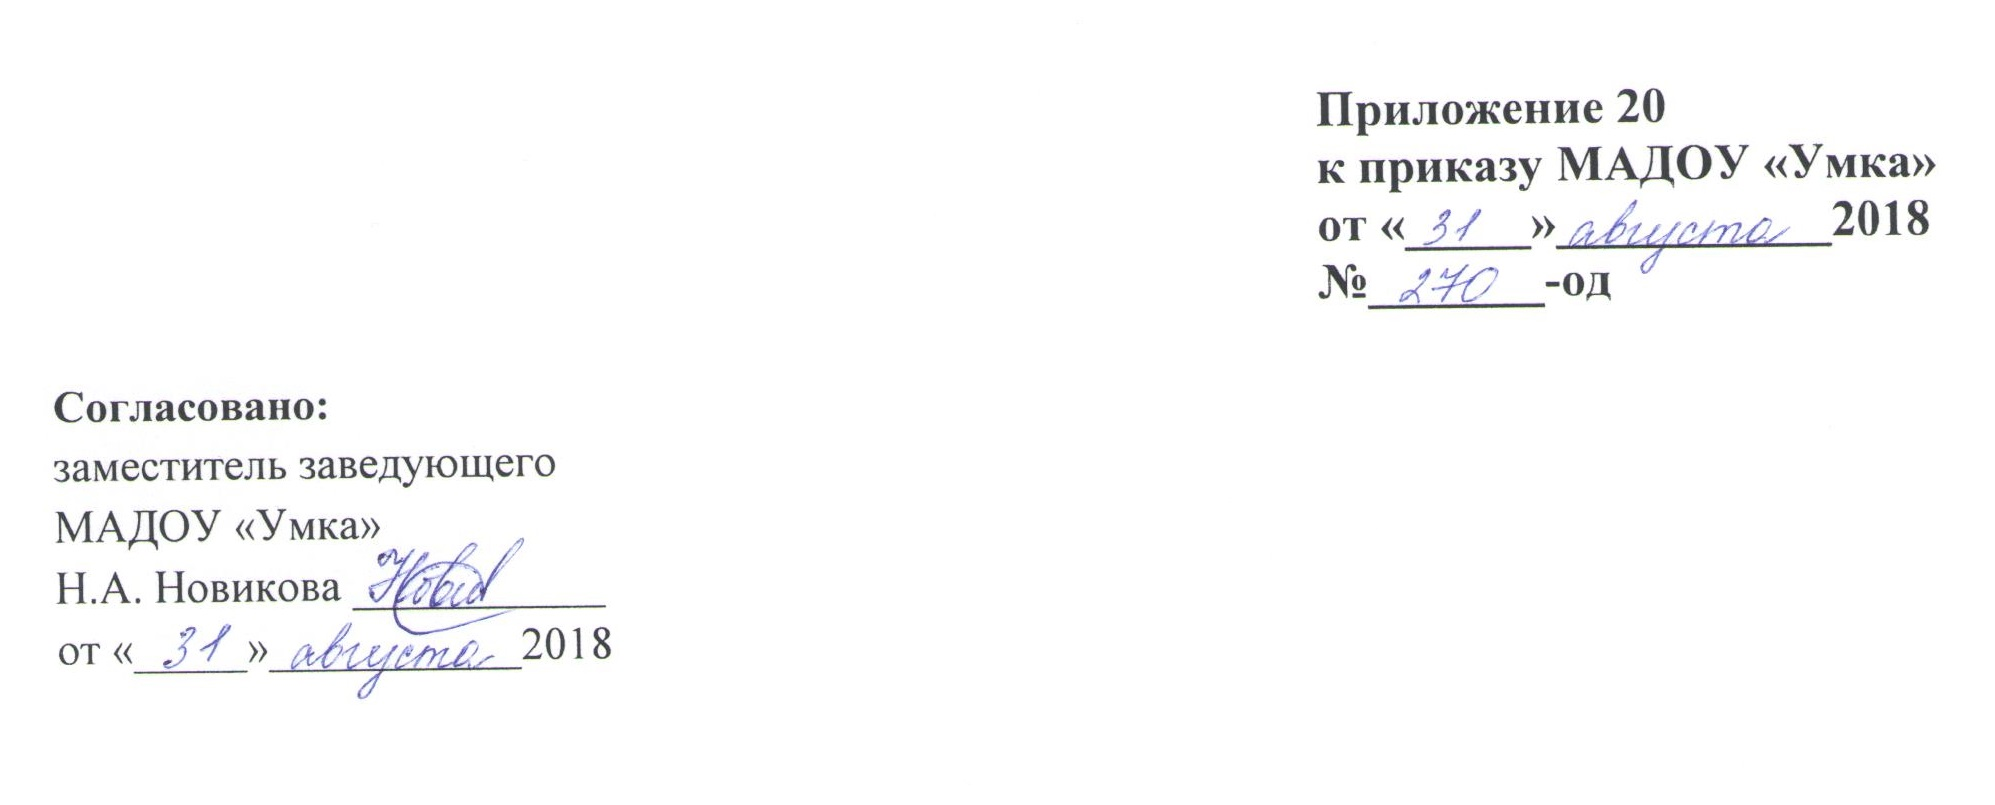 Приложение 20
к приказу МАДОУ «Умка»
от «31» августа 2018
№ 270-од
Согласовано:
заместитель заведующего
МАДОУ «Умка»
Н.А. Новикова Новик
от «31» августа 2018